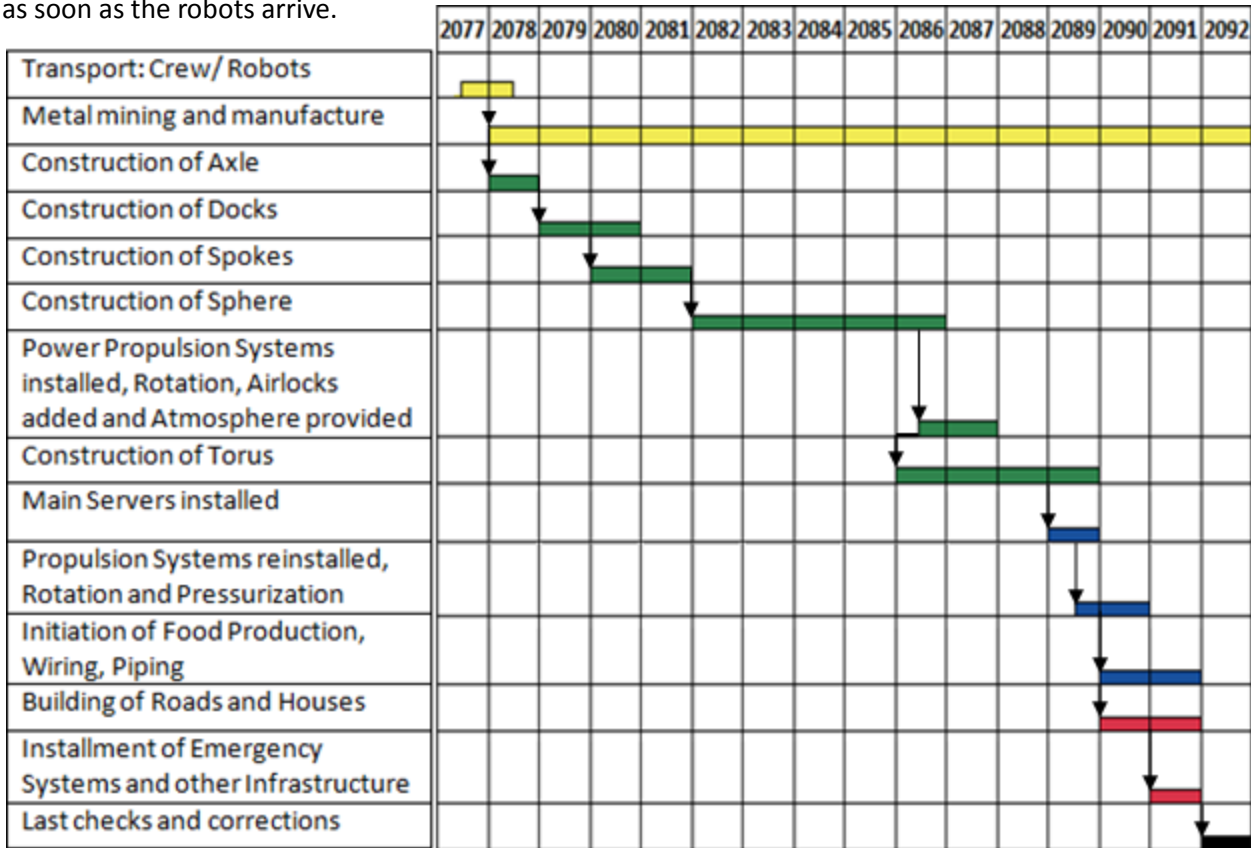 as soon as the robots arrive.
2077 2078 2079 2080 2081 2082 2083 2084 2085 2086 2087 2088 2089 2090 2091 2092
Transport: Crew/ Robots
Metal mining and manufacture
Construction of Axle
Construction of Docks
Construction of Spokes
Construction of Sphere
Power Propulsion Systems
installed, Rotation, Airlocks
added and Atmosphere provided
Construction of Torus
Main Servers installed
Propulsion Systems reinstalled,
Rotation and Pressurization
Initiation of Food Production,
Wiring, Piping
Building of Roads and Houses
Installment of Emergency
Systems and other Infrastructure
Last checks and corrections